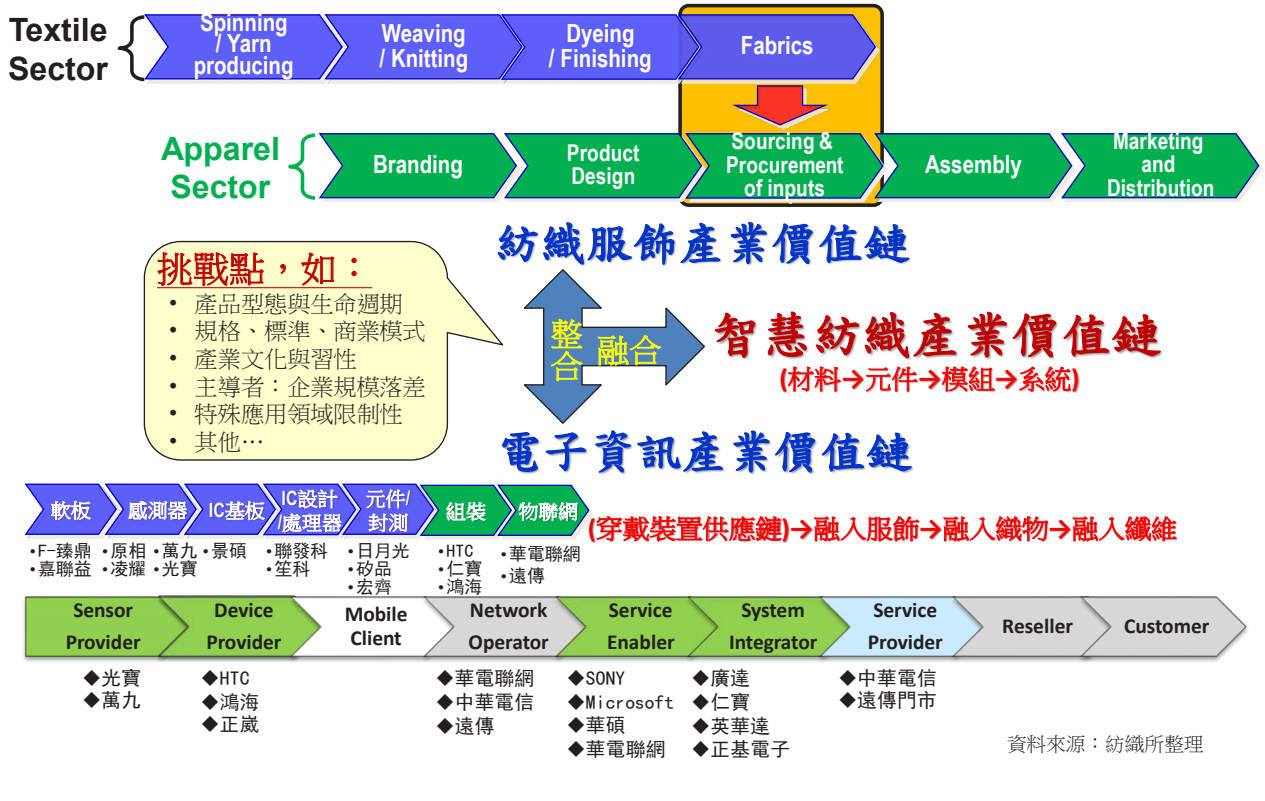 Textile
Sector
Spinning
/ Yarn
producing
Weaving
/ Knitting
Dyeing
/ Finishing
Fabrics
Apparel
Sector
Branding
Product
Design
Sourcing &
Procurement
of inputs
Assembly
Marketing
and
Distribution
紡織服飾產業價值鏈
挑戰點，如：
• 產品型態與生命週期
• 規格、標準、商業模式
• 產業文化與習性
• 主導者：企業規模落差
• 特殊應用領域限制性
• 其他…
整合
融合
智慧紡織產業價值鏈
(材料→元件→模組→系統)
電子資訊產業價值鏈
軟板
感測器
IC基板
IC設計
/處理器
元件/
封測
組裝
物聯網
(穿戴裝置供應鏈)→融入服飾→融入織物→融入纖維
•F-臻鼎
•嘉聯益
•原相
•凌耀
•萬九
•光寶
•景碩
•聯發科
•笙科
•日月光
•矽品
•宏齊
•HTC
•仁寶
•鴻海
•華電聯網
•遠傳
Sensor
Provider
Device
Provider
Mobile
Client
Network
Operator
Service
Enabler
System
Integrator
Service
Provider
Reseller
Customer
◆光寶
◆萬九
◆HTC
◆鴻海
◆正崴
◆華電聯網
◆中華電信
◆遠傳
◆SONY
◆Microsoft
◆華碩
◆華電聯網
◆廣達
◆仁寶
◆英華達
◆正基電子
◆中華電信
◆遠傳門市
資料來源：紡織所整理